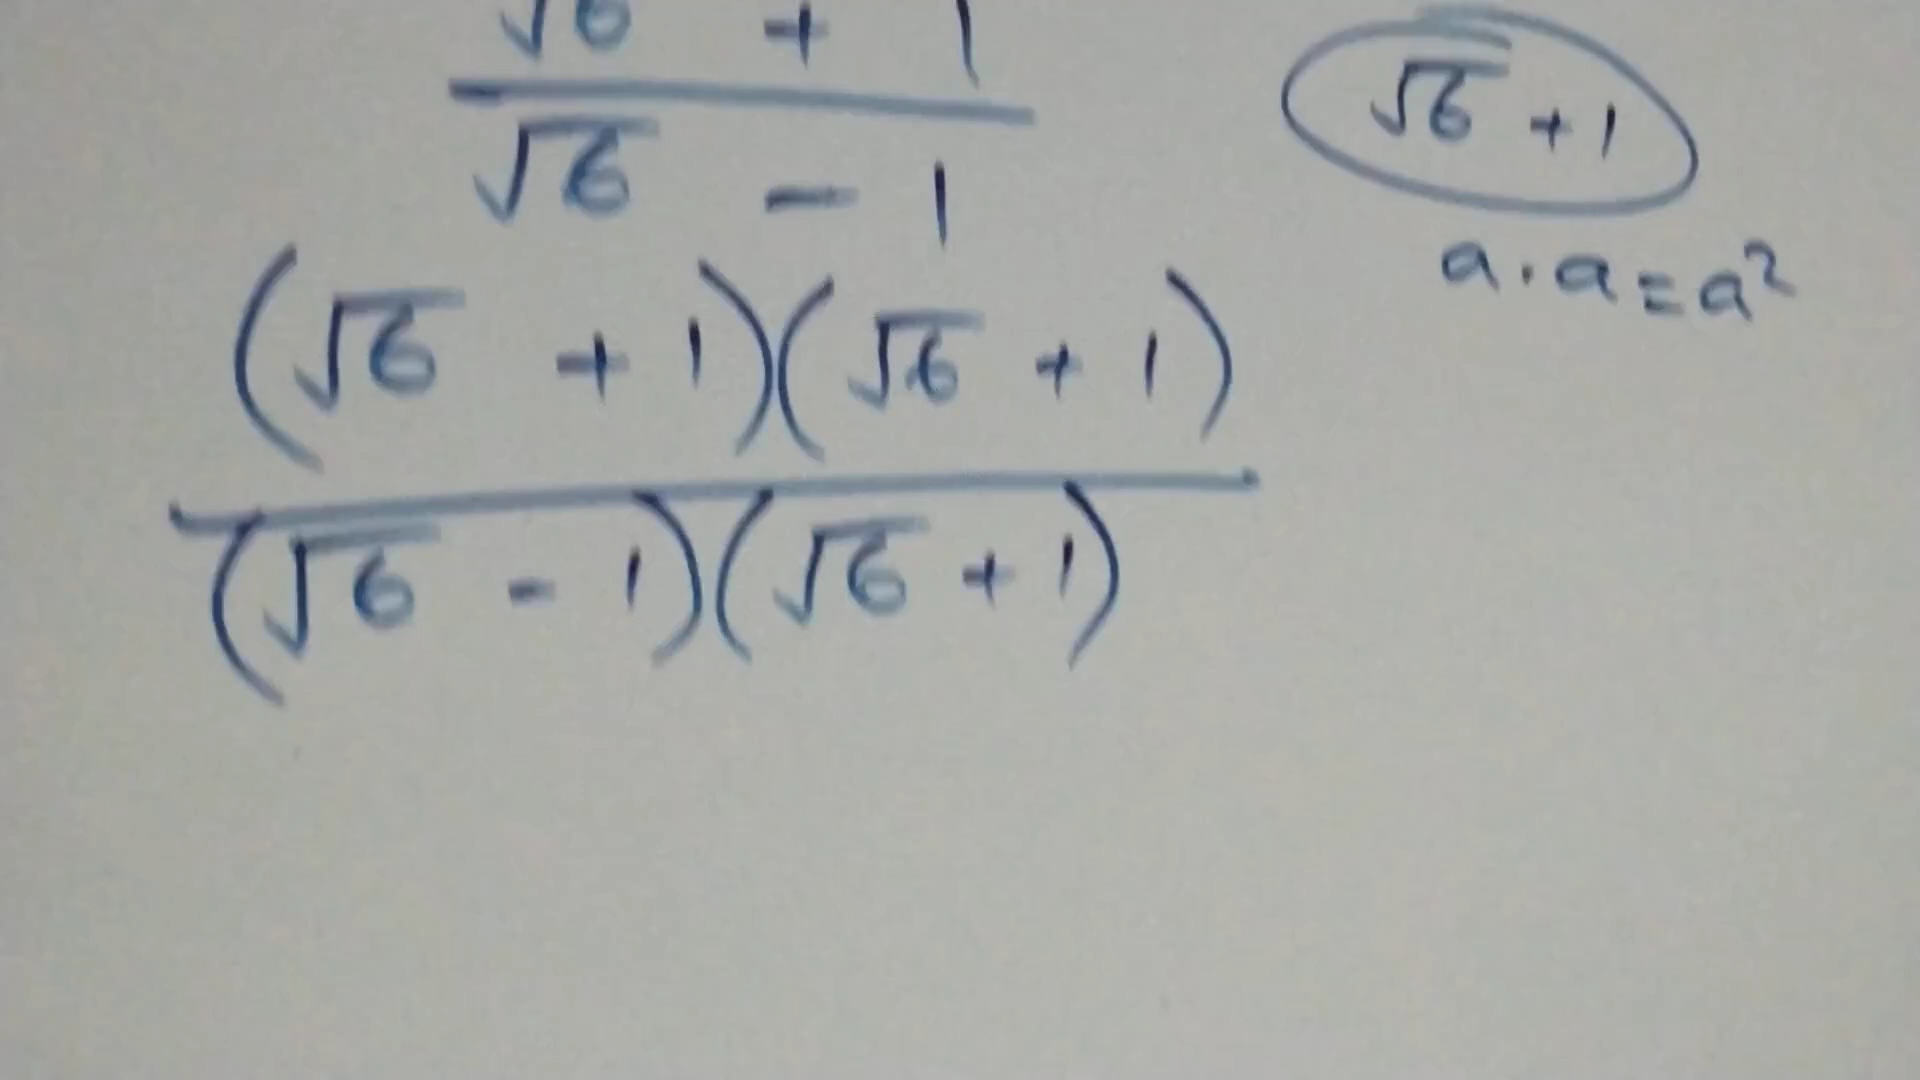 √6 + 1
√6 - 1
√6 + 1
a . a = a²
(√6 + 1)(√6 + 1)
(√6 - 1)(√6 + 1)